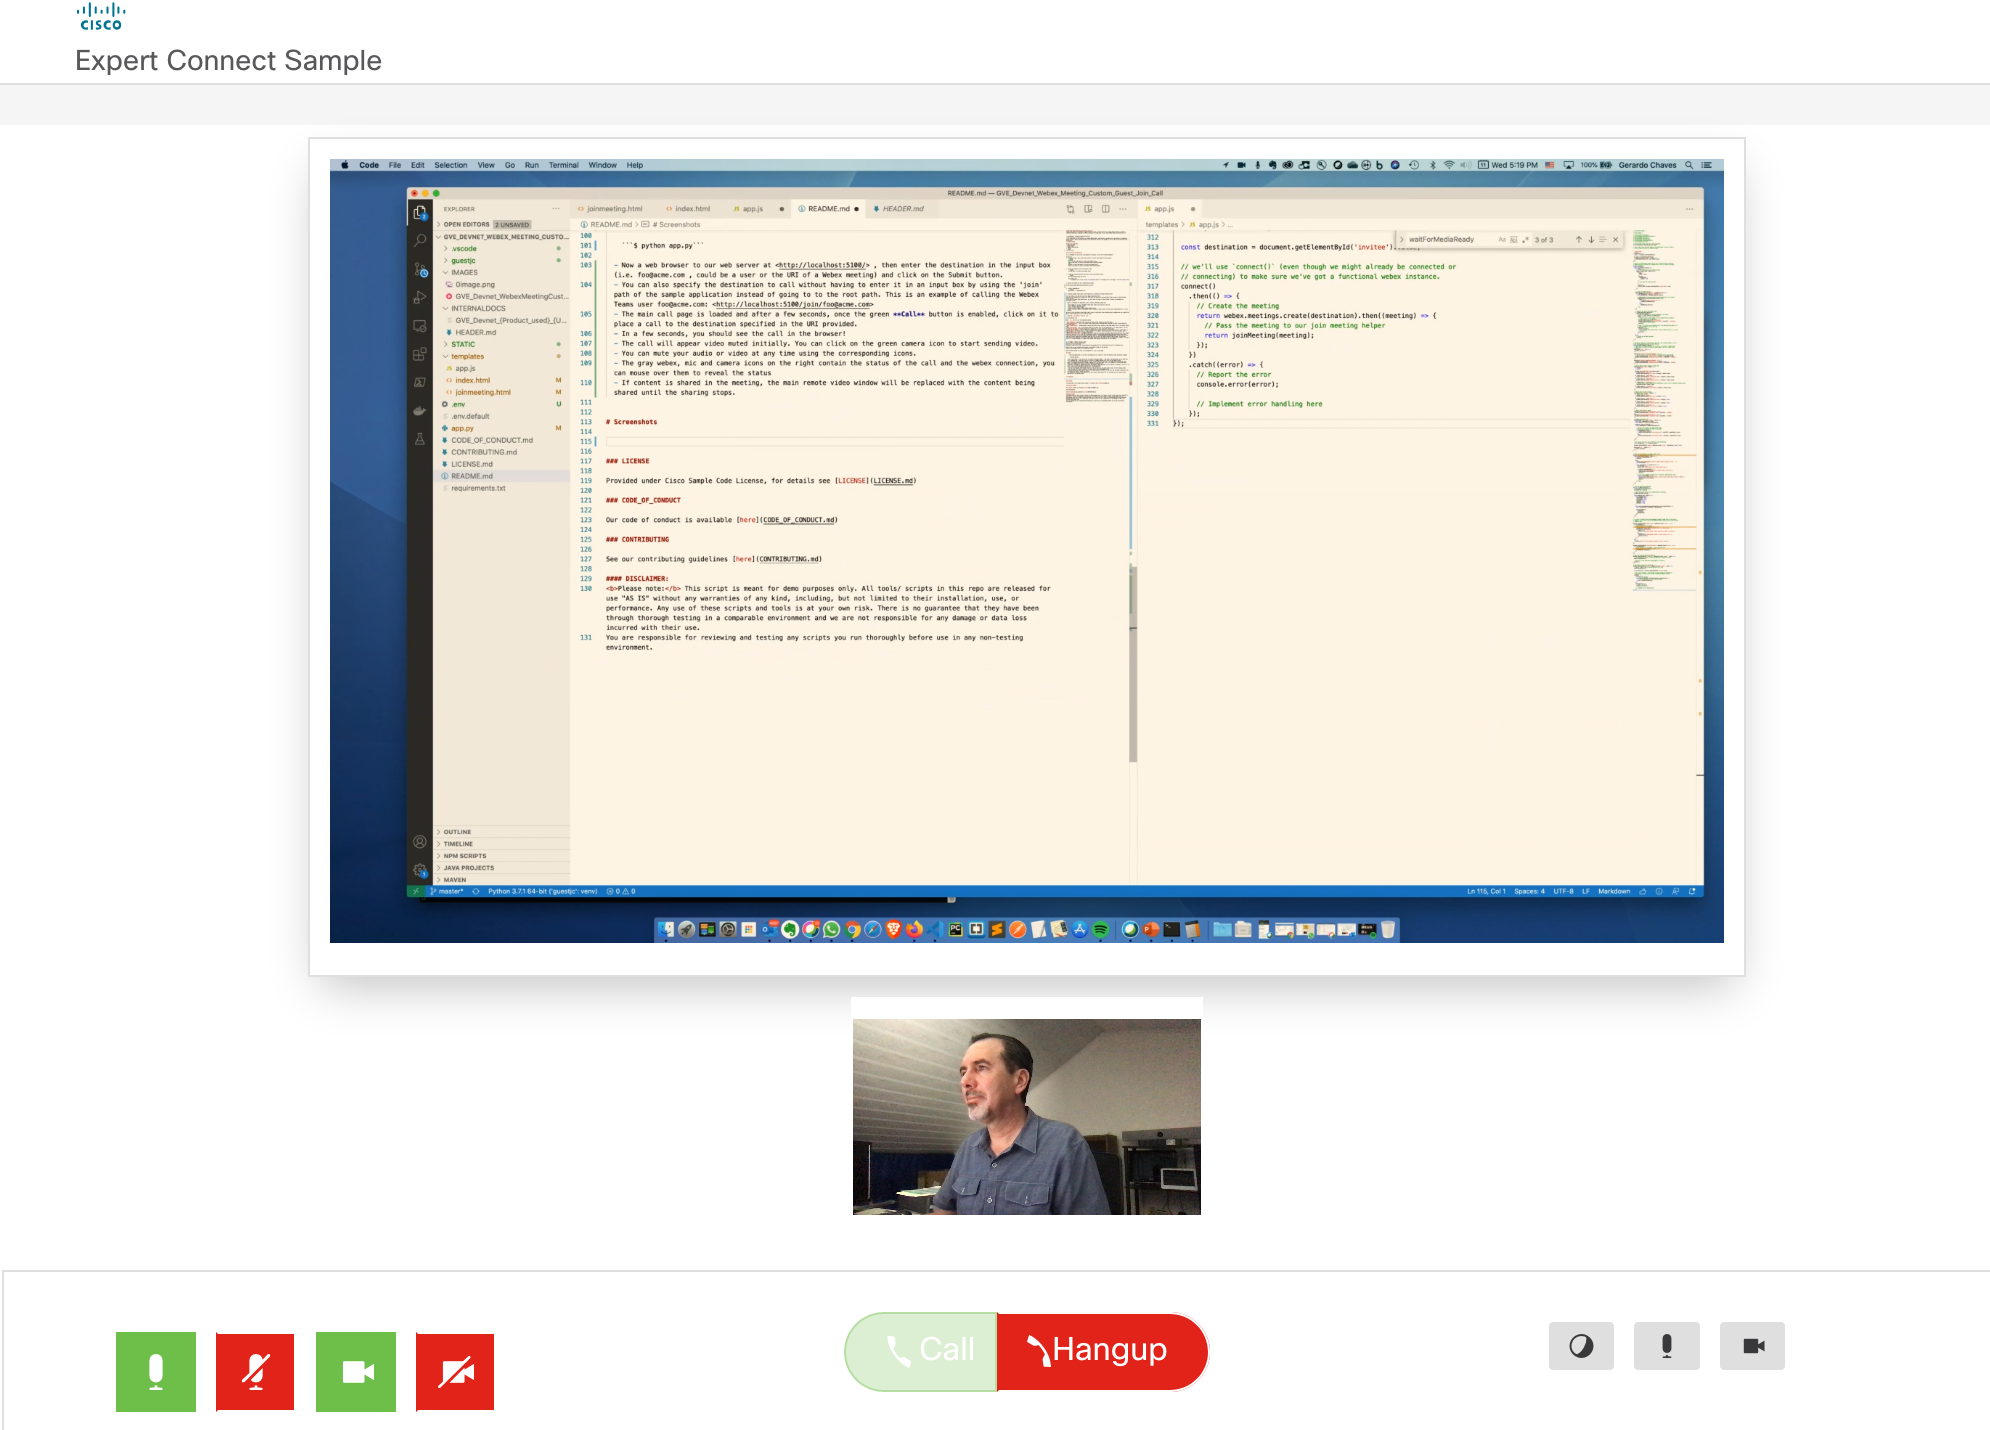 CISCO
Expert Connect Sample
Code File Edit Selection View Go Run Terminal Window Help
Wed 5:19 PM 100% Gerardo Chaves
README.md — GVE_Devnet_Webex_Meeting_Custom_Guest_Join_Call
EXPLORER
OPEN EDITORS 2 UNSAVED
GVE_DEVNET_WEBEX_MEETING_CUSTO...
.vscode
guestjc
IMAGES
0image.png
GVE_Devnet_WebexMeetingCust...
INTERNALDOCS
GVE_Devnet_{Product_used}_{U...
HEADER.md
STATIC
templates
app.js
index.html M
joinmeeting.html M
.env U
.env.default
app.py M
CODE_OF_CONDUCT.md
CONTRIBUTING.md
LICENSE.md
README.md
requirements.txt
OUTLINE
TIMELINE
NPM SCRIPTS
JAVA PROJECTS
MAVEN
joinmeeting.html index.html app.js README.md HEADER.md
README.md > # Screenshots
100
101 ```$ python app.py```
102
103 - Now a web browser to our web server at <http://localhost:5100/> , then enter the destination in the input box
(i.e. foo@acme.com , could be a user or the URI of a Webex meeting) and click on the Submit button.
104 - You can also specify the destination to call without having to enter it in an input box by using the 'join'
path of the sample application instead of going to to the root path. This is an example of calling the Webex
Teams user foo@acme.com: <http://localhost:5100/join/foo@acme.com>
105 - The main call page is loaded and after a few seconds, once the green **Call** button is enabled, click on it to
place a call to the destination specified in the URI provided.
106 - In a few seconds, you should see the call in the browser!
107 - The call will appear video muted initially. You can click on the green camera icon to start sending video.
108 - You can mute your audio or video at any time using the corresponding icons.
109 - The gray webex, mic and camera icons on the right contain the status of the call and the webex connection, you
can mouse over them to reveal the status
110 - If content is shared in the meeting, the main remote video window will be replaced with the content being
shared until the sharing stops.
111
112
113 # Screenshots
114
115
116
117 ### LICENSE
118
119 Provided under Cisco Sample Code License, for details see [LICENSE](LICENSE.md)
120
121 ### CODE_OF_CONDUCT
122
123 Our code of conduct is available [here](CODE_OF_CONDUCT.md)
124
125 ### CONTRIBUTING
126
127 See our contributing guidelines [here](CONTRIBUTING.md)
128
129 #### DISCLAIMER:
130 <b>Please note:</b> This script is meant for demo purposes only. All tools/ scripts in this repo are released for
use "AS IS" without any warranties of any kind, including, but not limited to their installation, use, or
performance. Any use of these scripts and tools is at your own risk. There is no guarantee that they have been
through thorough testing in a comparable environment and we are not responsible for any damage or data loss
incurred with their use.
131 You are responsible for reviewing and testing any scripts you run thoroughly before use in any non-testing
environment.
app.js
templates > app.js > ...
waitForMediaReady Aa 3 of 3
312
313 const destination = document.getElementById('invitee')
314
315 // we'll use `connect()` (even though we might already be connected or
316 // connecting) to make sure we've got a functional webex instance.
317 connect()
318 .then(() => {
319 // Create the meeting
320 return webex.meetings.create(destination).then((meeting) => {
321 // Pass the meeting to our join meeting helper
322 return joinMeeting(meeting);
323 });
324 })
325 .catch((error) => {
326 // Report the error
327 console.error(error);
328
329 // Implement error handling here
330 });
331 });
master* Python 3.7.1 64-bit ('guestjc': venv) 0 0
Ln 115, Col 1 Spaces: 4 UTF-8 LF Markdown
Call Hangup